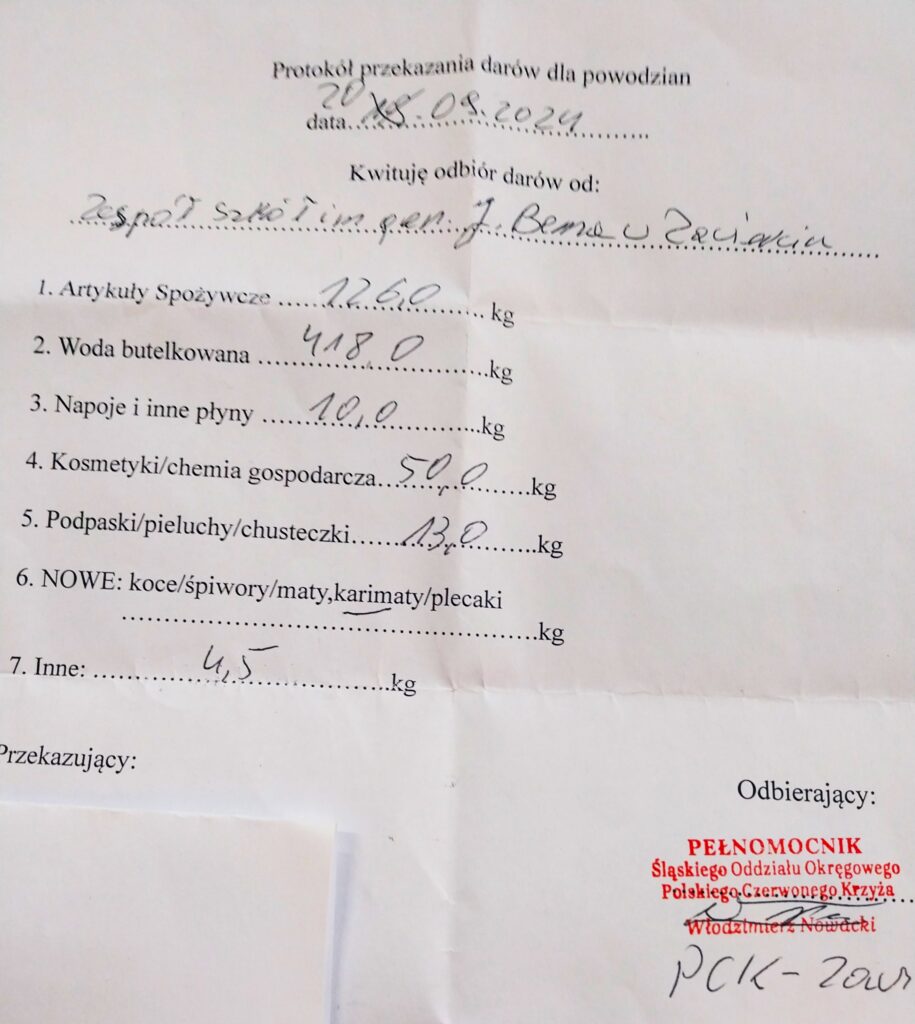 Protokół przekazania darów dla powodzian
20
data........09.2024............
Kwituję odbiór darów od:
Zespół Szkół im gen. J. Bema w
1. Artykuły Spożywcze ......126,0........ kg
2. Woda butelkowana ......418,0..........kg
3. Napoje i inne płyny ......10,0............kg
4. Kosmetyki/chemia gospodarcza...50,0........kg
5. Podpaski/pieluchy/chusteczki.......13,0........kg
6. NOWE: koce/śpiwory/maty,karimaty/plecaki
..........................................................kg
7. Inne: ..............4,5..................kg
Przekazujący:
Odbierający:
PEŁNOMOCNIK
Śląskiego Oddziału Okręgowego
Polskiego Czerwonego Krzyża
Włodzimierz Nowacki
PCK-